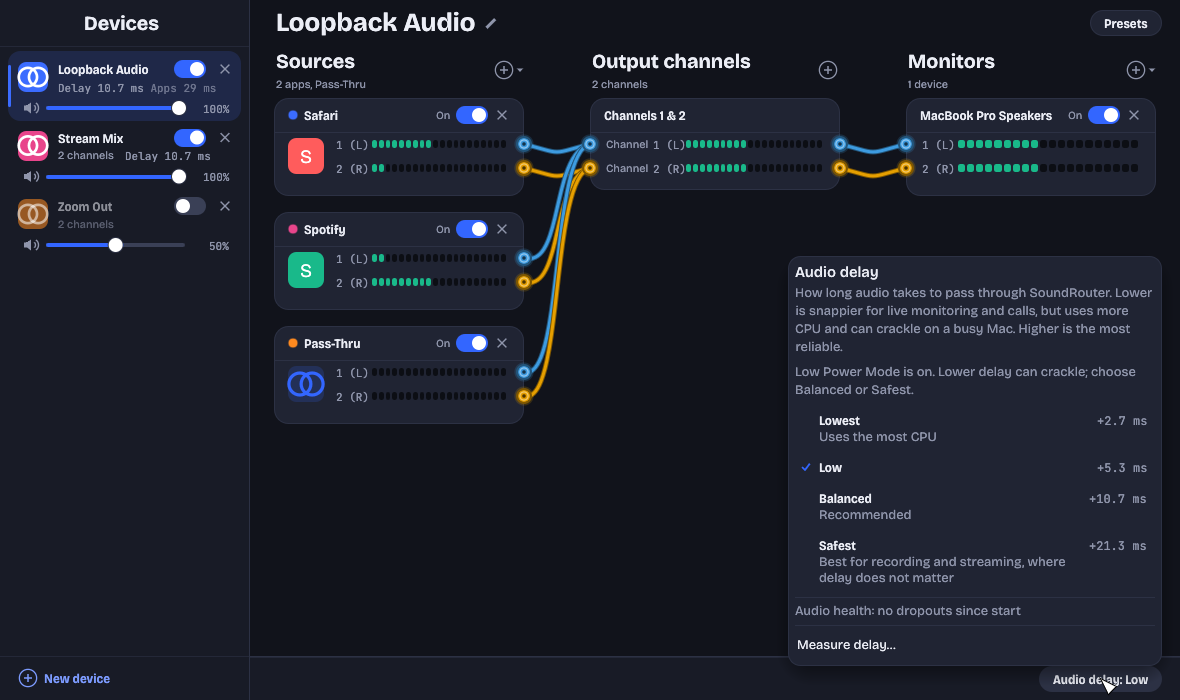 Devices
Loopback Audio
Delay 10.7 ms Apps 29 ms
100%
Stream Mix
2 channels Delay 10.7 ms
100%
Zoom Out
2 channels
50%
New device
Loopback Audio
Presets
Sources
2 apps, Pass-Thru
Safari On
S
1 (L)
2 (R)
Spotify On
S
1 (L)
2 (R)
Pass-Thru On
1 (L)
2 (R)
Output channels
2 channels
Channels 1 & 2
Channel 1 (L)
Channel 2 (R)
Monitors
1 device
MacBook Pro Speakers On
1 (L)
2 (R)
Audio delay
How long audio takes to pass through SoundRouter. Lower
is snappier for live monitoring and calls, but uses more
CPU and can crackle on a busy Mac. Higher is the most
reliable.
Low Power Mode is on. Lower delay can crackle; choose
Balanced or Safest.
Lowest +2.7 ms
Uses the most CPU
Low +5.3 ms
Balanced +10.7 ms
Recommended
Safest +21.3 ms
Best for recording and streaming, where
delay does not matter
Audio health: no dropouts since start
Measure delay...
Audio delay: Low